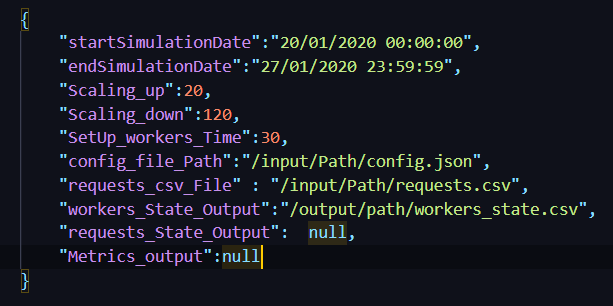 {
"startSimulationDate":"20/01/2020 00:00:00",
"endSimulationDate":"27/01/2020 23:59:59",
"Scaling_up":20,
"Scaling_down":120,
"SetUp_workers_Time":30,
"config_file_Path":"/input/Path/config.json",
"requests_csv_File" : "/input/Path/requests.csv",
"workers_State_Output":"/output/path/workers_state.csv",
"requests_State_Output":  null,
"Metrics_output":null
}